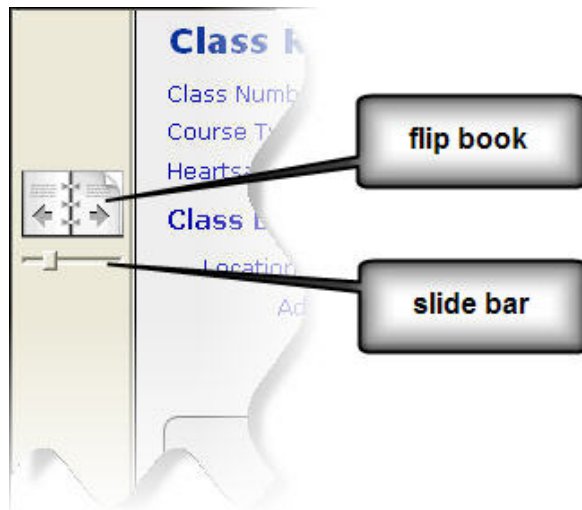 Class
Class Numb
Course Ty
flip book
Hearts
Class
Location
slide bar
Ad